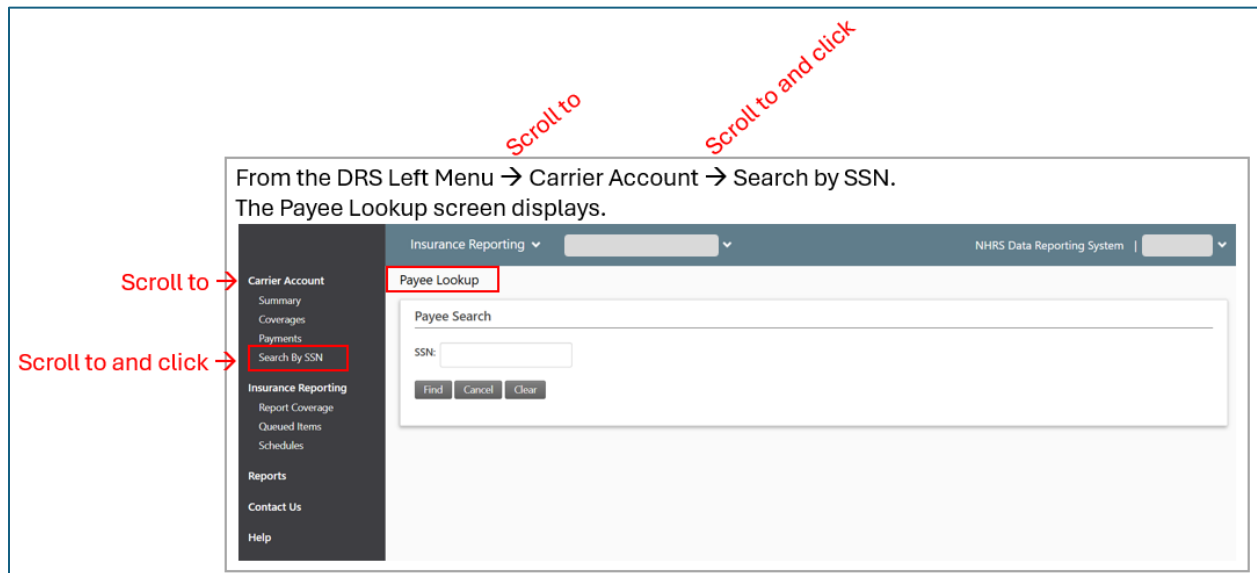 Scroll to
Scroll to and click
From the DRS Left Menu → Carrier Account → Search by SSN.
The Payee Lookup screen displays.
Insurance Reporting
NHRS Data Reporting System |
Scroll to →
Carrier Account
Payee Lookup
Summary
Coverages
Payments
Scroll to and click →
Search By SSN
Payee Search
SSN:
Find Cancel Clear
Insurance Reporting
Report Coverage
Queued Items
Schedules
Reports
Contact Us
Help